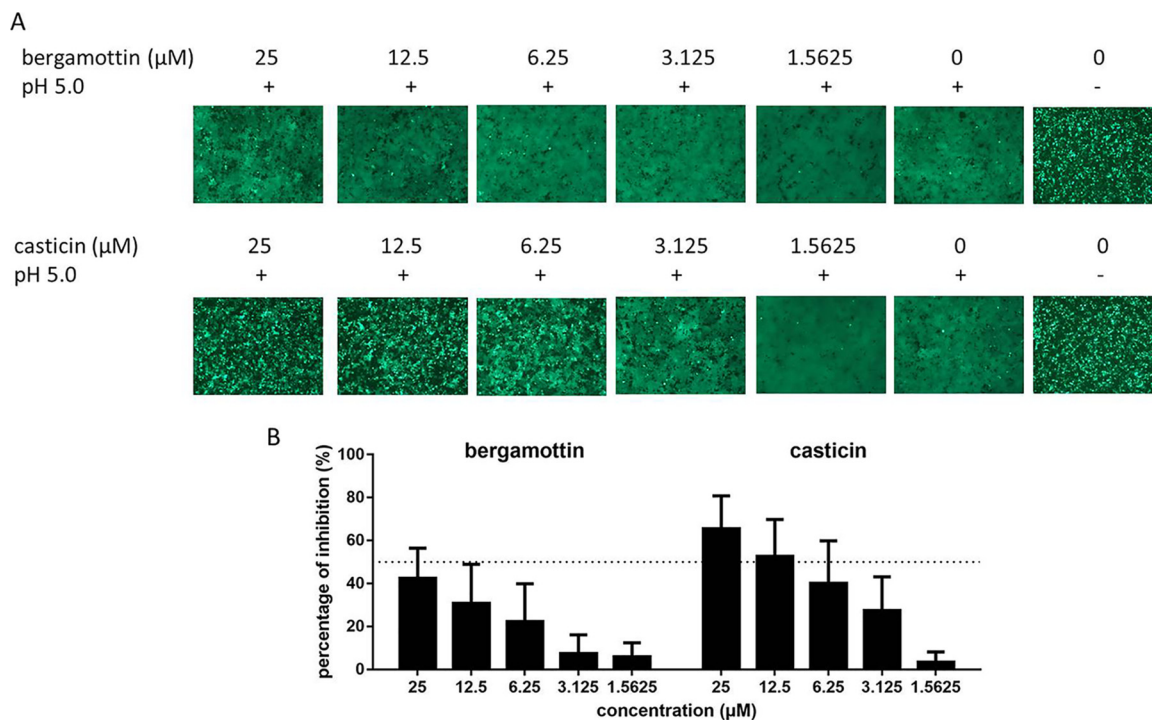 A
bergamottin (μM) 25 12.5 6.25 3.125 1.5625 0 0
pH 5.0 + + + + + + -
casticin (μM) 25 12.5 6.25 3.125 1.5625 0 0
pH 5.0 + + + + + + -
B
bergamottin casticin
percentage of inhibition (%)
100
80
60
40
20
0
25 12.5 6.25 3.125 1.5625 25 12.5 6.25 3.125 1.5625
concentration (μM)